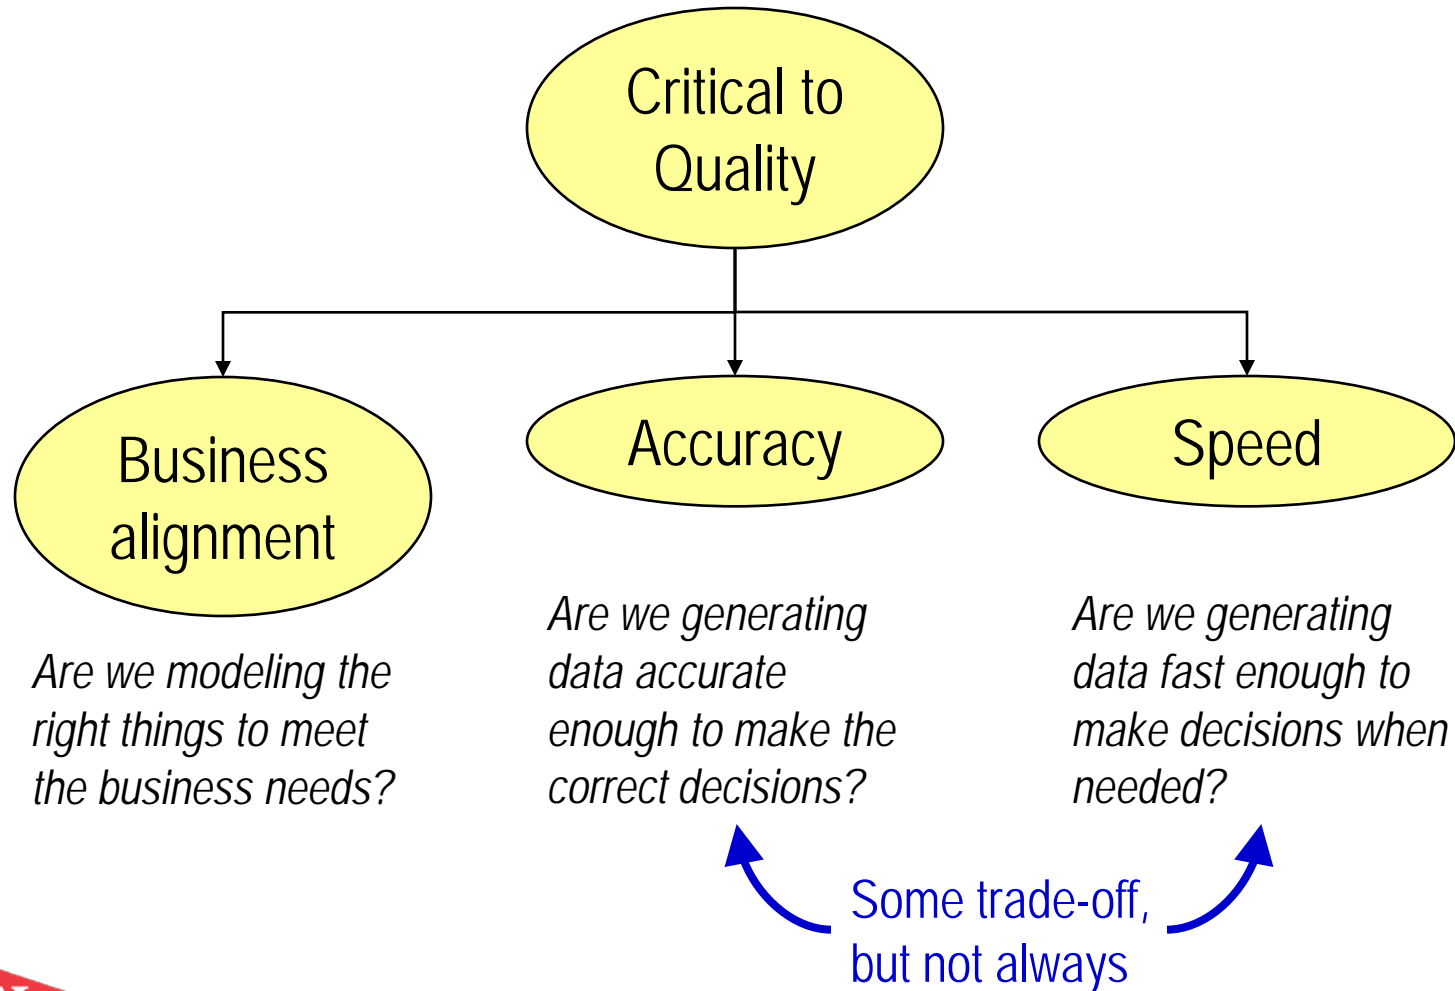 Critical to
Quality
Business
alignment
Accuracy
Speed
Are we modeling the
right things to meet
the business needs?
Are we generating
data accurate
enough to make the
correct decisions?
Are we generating
data fast enough to
make decisions when
needed?
Some trade-off,
but not always